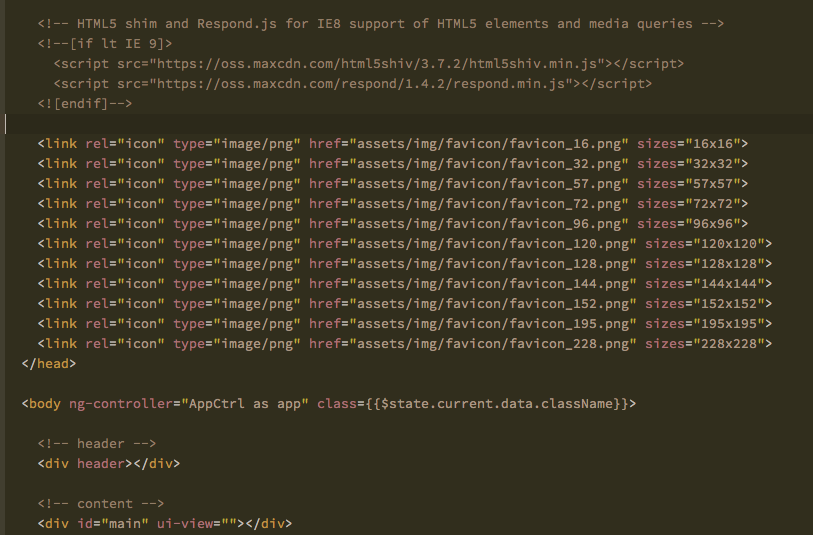 <!-- HTML5 shim and Respond.js for IE8 support of HTML5 elements and media queries -->
<!--[if lt IE 9]>
<script src="https://oss.maxcdn.com/html5shiv/3.7.2/html5shiv.min.js"></script>
<script src="https://oss.maxcdn.com/respond/1.4.2/respond.min.js"></script>
<![endif]-->
<link rel="icon" type="image/png" href="assets/img/favicon/favicon_16.png" sizes="16x16">
<link rel="icon" type="image/png" href="assets/img/favicon/favicon_32.png" sizes="32x32">
<link rel="icon" type="image/png" href="assets/img/favicon/favicon_57.png" sizes="57x57">
<link rel="icon" type="image/png" href="assets/img/favicon/favicon_72.png" sizes="72x72">
<link rel="icon" type="image/png" href="assets/img/favicon/favicon_96.png" sizes="96x96">
<link rel="icon" type="image/png" href="assets/img/favicon/favicon_120.png" sizes="120x120">
<link rel="icon" type="image/png" href="assets/img/favicon/favicon_128.png" sizes="128x128">
<link rel="icon" type="image/png" href="assets/img/favicon/favicon_144.png" sizes="144x144">
<link rel="icon" type="image/png" href="assets/img/favicon/favicon_152.png" sizes="152x152">
<link rel="icon" type="image/png" href="assets/img/favicon/favicon_195.png" sizes="195x195">
<link rel="icon" type="image/png" href="assets/img/favicon/favicon_228.png" sizes="228x228">
</head>
<body ng-controller="AppCtrl as app" class={{$state.current.data.className}}>
<!-- header -->
<div header></div>
<!-- content -->
<div id="main" ui-view=""></div>